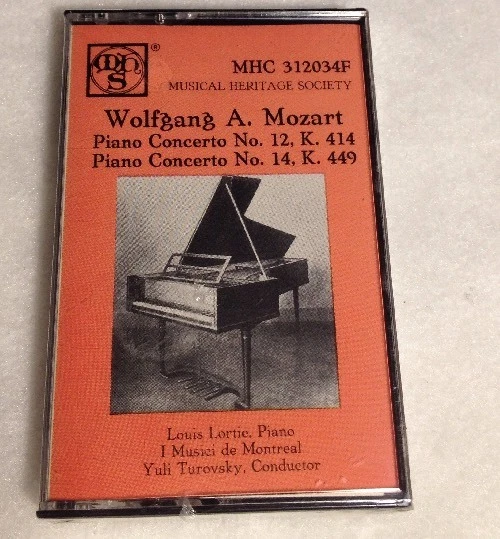 MHS ®
MHC 312034F
MUSICAL HERITAGE SOCIETY
Wolfgang A. Mozart
Piano Concerto No. 12, K. 414
Piano Concerto No. 14, K. 449
Louis Lortie, Piano
I Musici de Montreal
Yuli Turovsky, Conductor